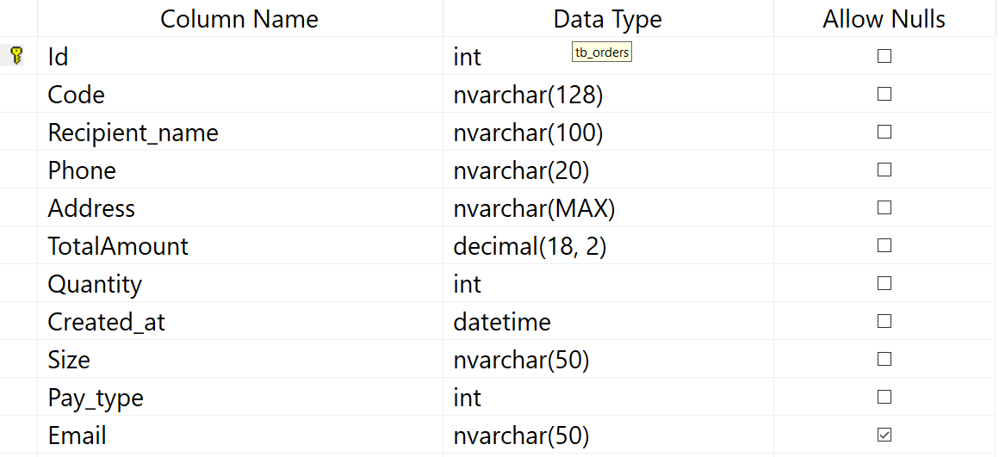 Column Name Data Type Allow Nulls
Id int
tb_orders
Code nvarchar(128)
Recipient_name nvarchar(100)
Phone nvarchar(20)
Address nvarchar(MAX)
TotalAmount decimal(18, 2)
Quantity int
Created_at datetime
Size nvarchar(50)
Pay_type int
Email nvarchar(50)